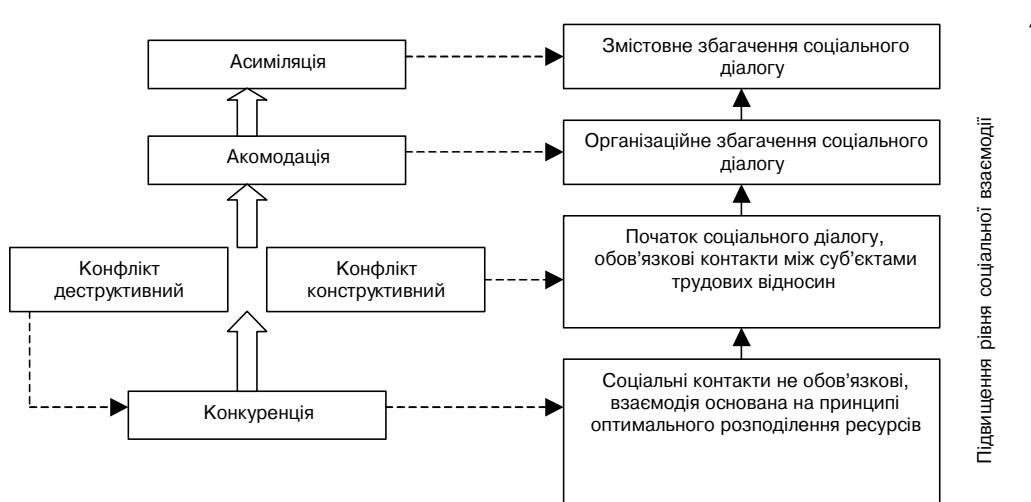 Асиміляція
Змістовне збагачення соціального
діалогу
Акомодація
Організаційне збагачення соціального
діалогу
Конфлікт
деструктивний
Конфлікт
конструктивний
Початок соціального діалогу,
обов’язкові контакти між суб’єктами
трудових відносин
Конкуренція
Соціальні контакти не обов’язкові,
взаємодія основана на принципі
оптимального розподілення ресурсів
Підвищення рівня соціальної взаємодії